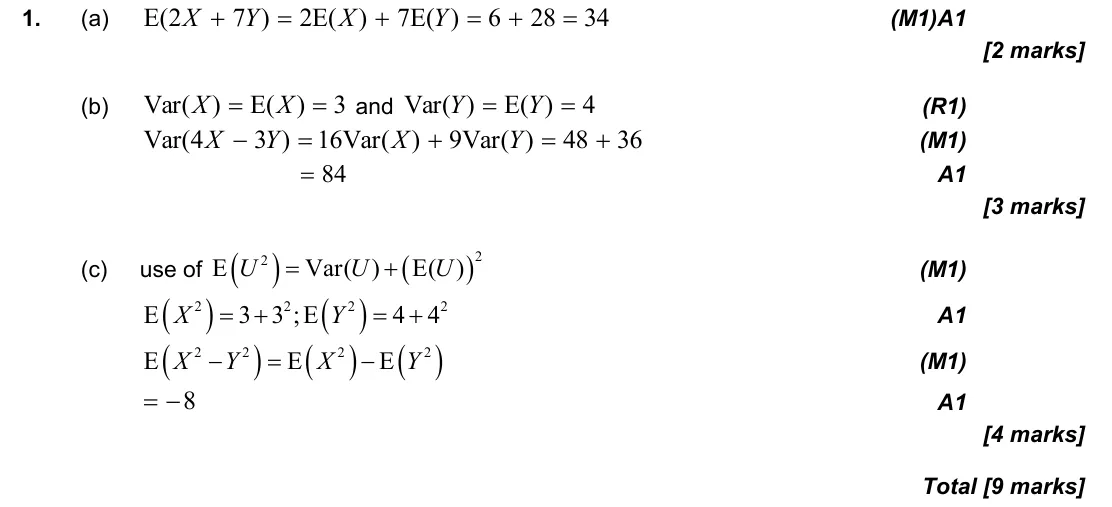 1. (a) E(2X + 7Y) = 2E(X) + 7E(Y) = 6 + 28 = 34 (M1)A1
[2 marks]
(b) Var(X) = E(X) = 3 and Var(Y) = E(Y) = 4 (R1)
Var(4X − 3Y) = 16Var(X) + 9Var(Y) = 48 + 36 (M1)
= 84 A1
[3 marks]
(c) use of E(U²) = Var(U) + (E(U))² (M1)
E(X²) = 3 + 3²; E(Y²) = 4 + 4² A1
E(X² − Y²) = E(X²) − E(Y²) (M1)
= −8 A1
[4 marks]
Total [9 marks]